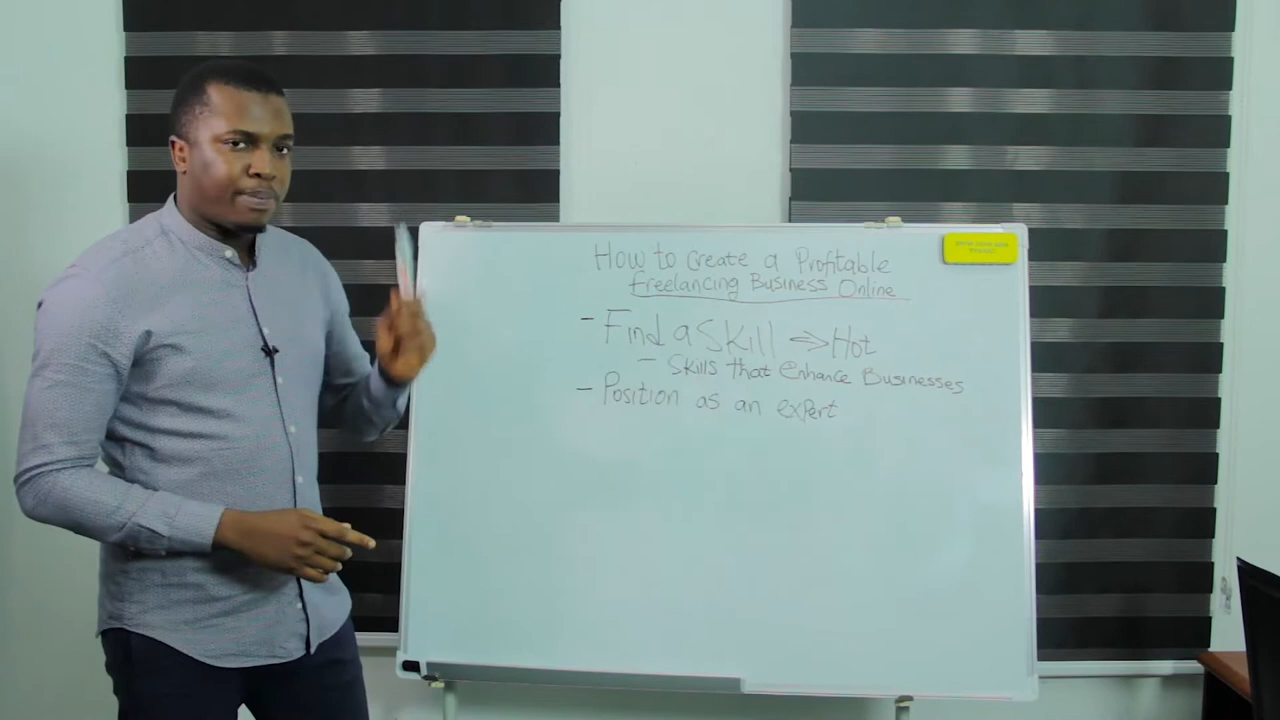 How to create a Profitable
freelancing Business Online
- Find a Skill => Hot
- Skills that Enhance Businesses
- Position as an expert